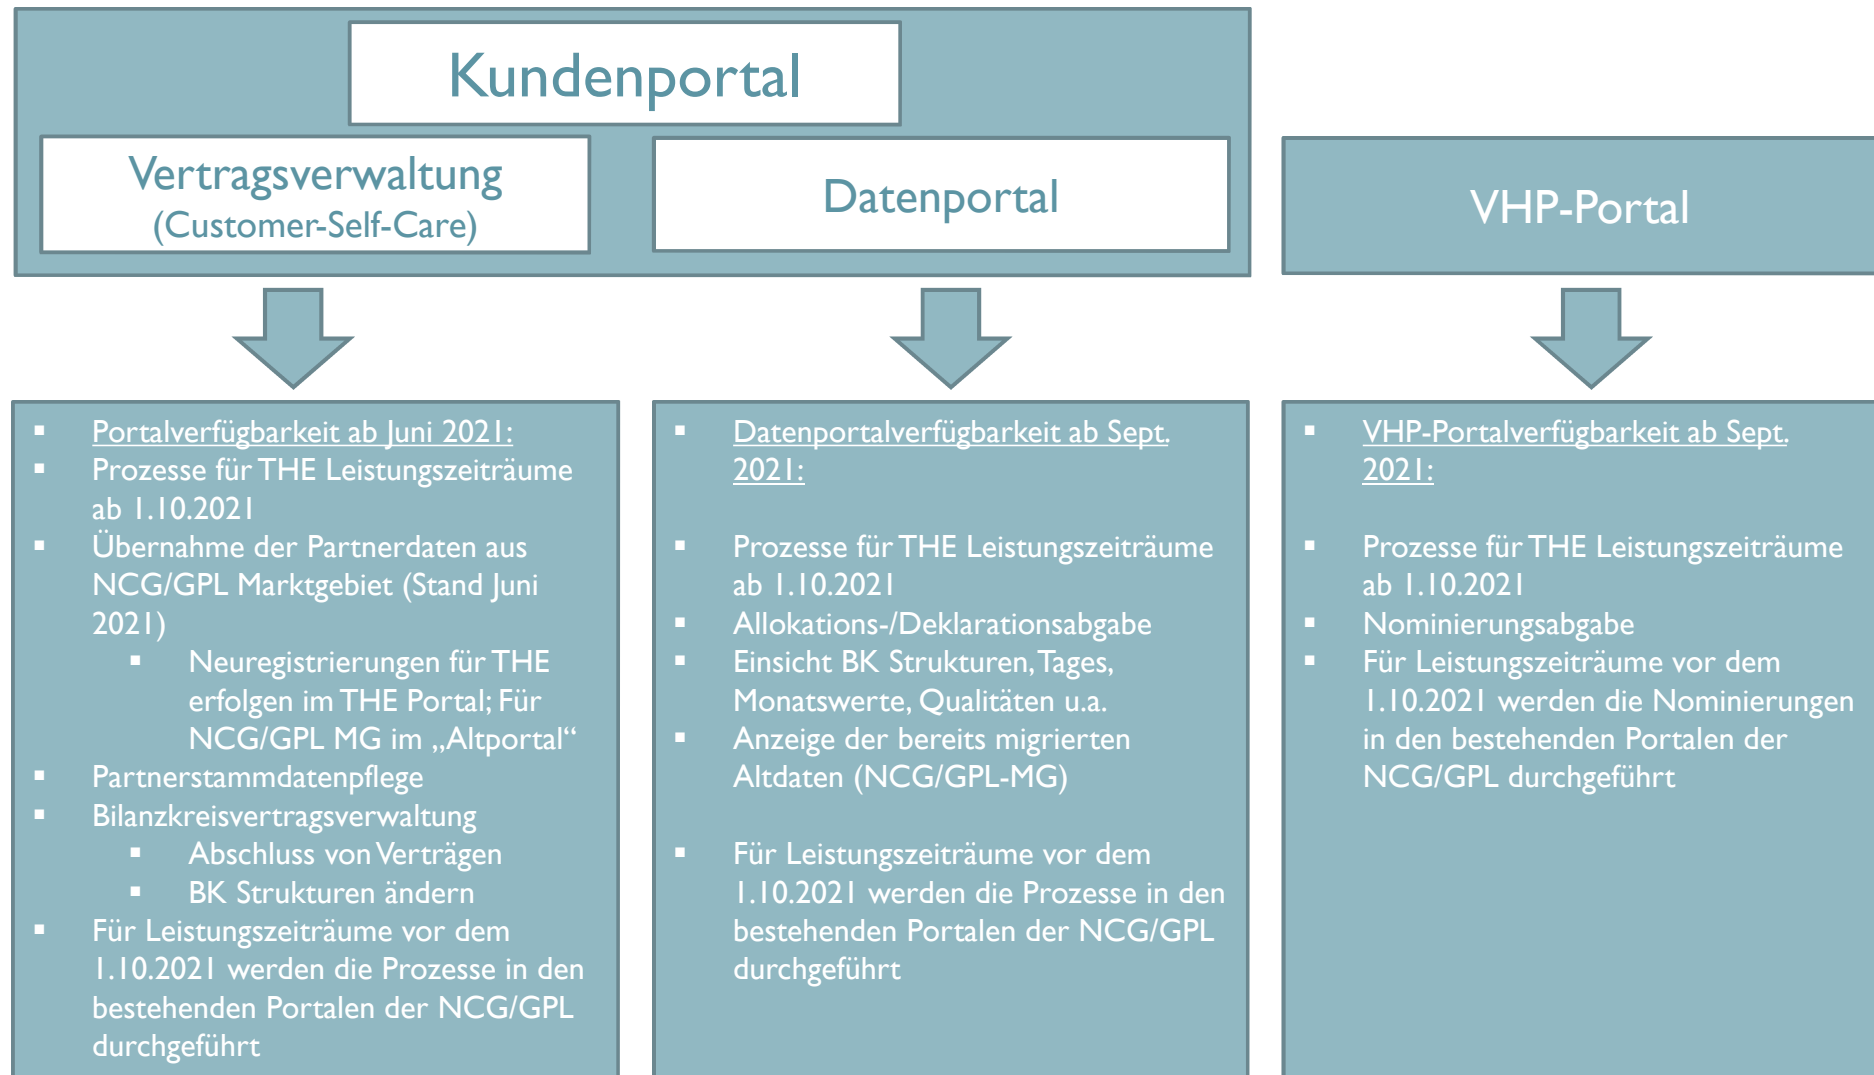 Kundenportal
Vertragsverwaltung
(Customer-Self-Care)
Datenportal
VHP-Portal
▪ Portalverfügbarkeit ab Juni 2021:
▪ Prozesse für THE Leistungszeiträume
ab 1.10.2021
▪ Übernahme der Partnerdaten aus
NCG/GPL Marktgebiet (Stand Juni
2021)
▪ Neuregistrierungen für THE
erfolgen im THE Portal; Für
NCG/GPL MG im „Altportal“
▪ Partnerstammdatenpflege
▪ Bilanzkreisvertragsverwaltung
▪ Abschluss von Verträgen
▪ BK Strukturen ändern
▪ Für Leistungszeiträume vor dem
1.10.2021 werden die Prozesse in den
bestehenden Portalen der NCG/GPL
durchgeführt
▪ Datenportalverfügbarkeit ab Sept.
2021:
▪ Prozesse für THE Leistungszeiträume
ab 1.10.2021
▪ Allokations-/Deklarationsabgabe
▪ Einsicht BK Strukturen, Tages,
Monatswerte, Qualitäten u.a.
▪ Anzeige der bereits migrierten
Altdaten (NCG/GPL-MG)
▪ Für Leistungszeiträume vor dem
1.10.2021 werden die Prozesse in den
bestehenden Portalen der NCG/GPL
durchgeführt
▪ VHP-Portalverfügbarkeit ab Sept.
2021:
▪ Prozesse für THE Leistungszeiträume
ab 1.10.2021
▪ Nominierungsabgabe
▪ Für Leistungszeiträume vor dem
1.10.2021 werden die Nominierungen
in den bestehenden Portalen der
NCG/GPL durchgeführt